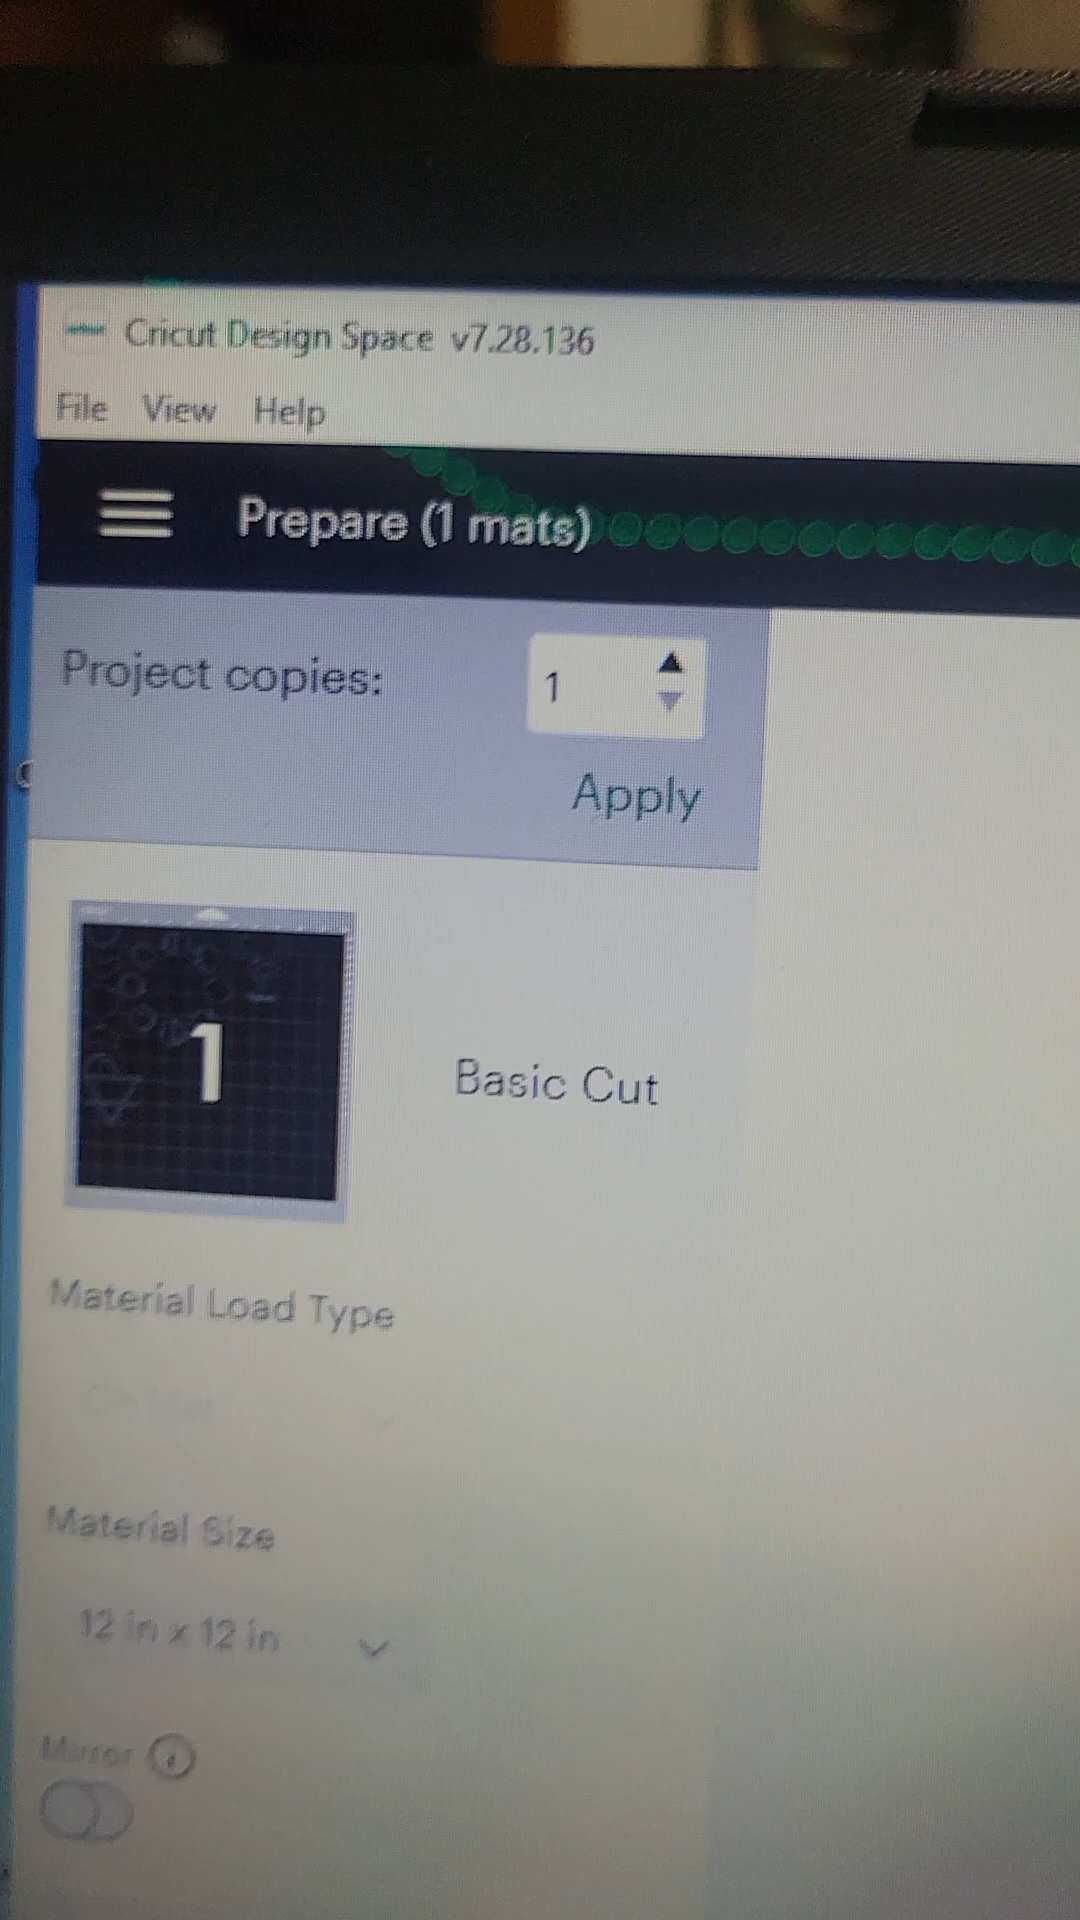 Cricut Design Space v7.28.136
File View Help
Prepare (1 mats)
Project copies: 1
Apply
1
Basic Cut
Material Load Type
Material Size
12 in x 12 in
Mirror